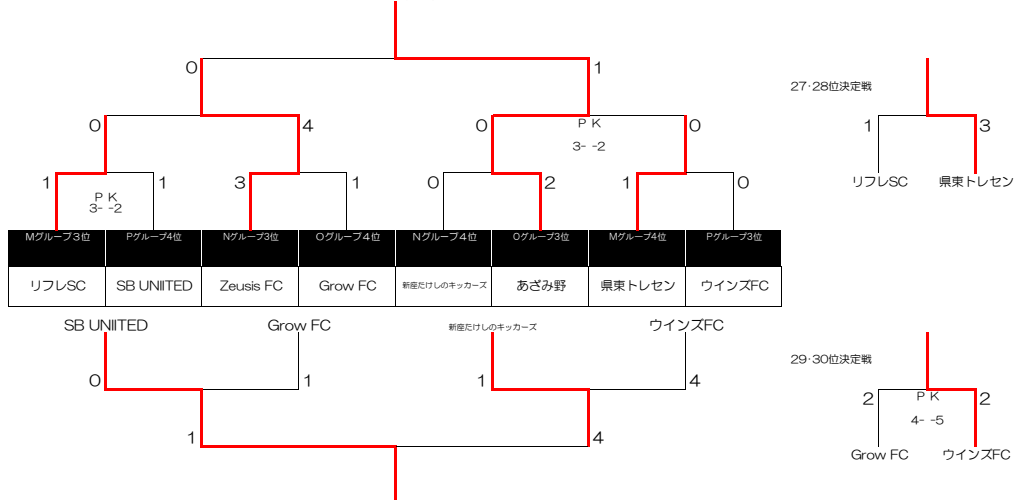 0 1
27・28位決定戦
0 4 0 ＰＫ 0
3- -2
1 3
リフレSC 県東トレセン
1 1 3 1 0 2 1 0
ＰＫ
3- -2
Mグループ3位 Pグループ4位 Nグループ3位 Oグループ4位 Nグループ4位 Oグループ3位 Mグループ4位 Pグループ3位
リフレSC SB UNIITED Zeusis FC Grow FC 新座たけしのキッカーズ あざみ野 県東トレセン ウインズFC
SB UNIITED Grow FC 新座たけしのキッカーズ ウインズFC
29・30位決定戦
0 1 1 4
2 ＰＫ 2
4- -5
1 4
Grow FC ウインズFC